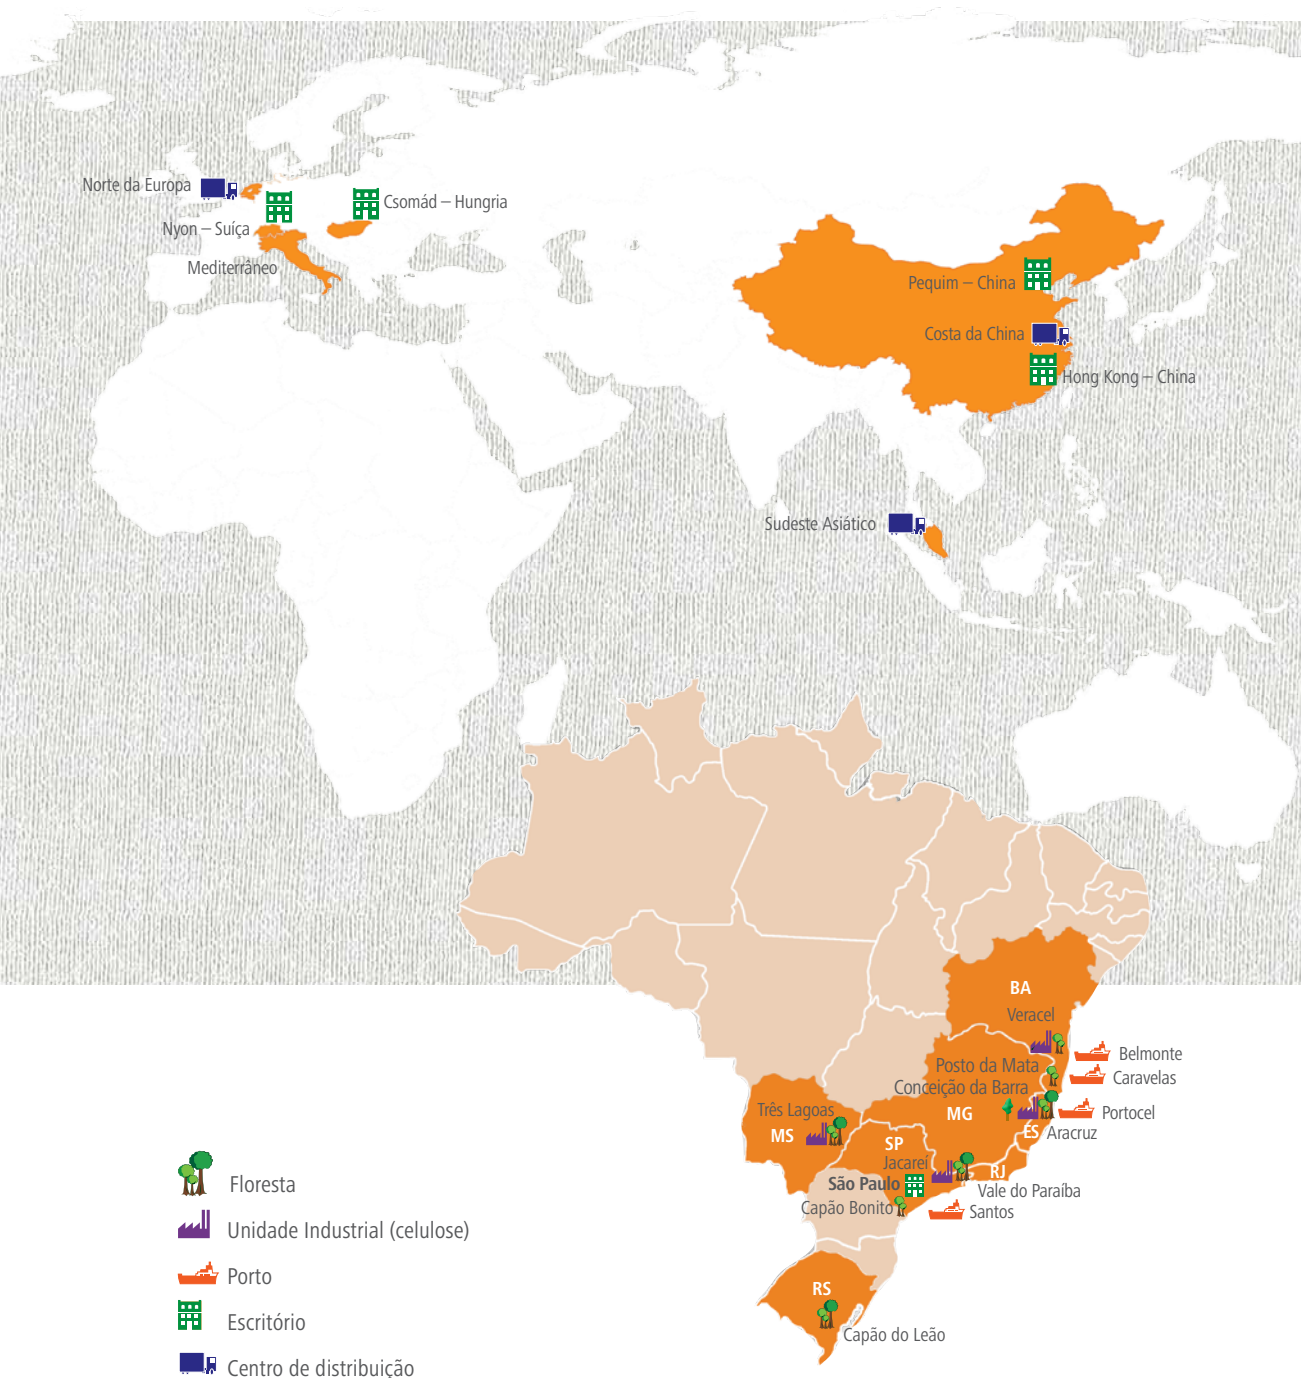 Norte da Europa
Csomád – Hungria
Nyon – Suíça
Mediterrâneo
Pequim – China
Costa da China
Hong Kong – China
Sudeste Asiático
BA
Veracel
Belmonte
Posto da Mata
Caravelas
Conceição da Barra
Três Lagoas
MG
Portocel
MS
SP
ES
Aracruz
Jacareí
RJ
São Paulo
Vale do Paraíba
Capão Bonito
Santos
RS
Capão do Leão
Floresta
Unidade Industrial (celulose)
Porto
Escritório
Centro de distribuição